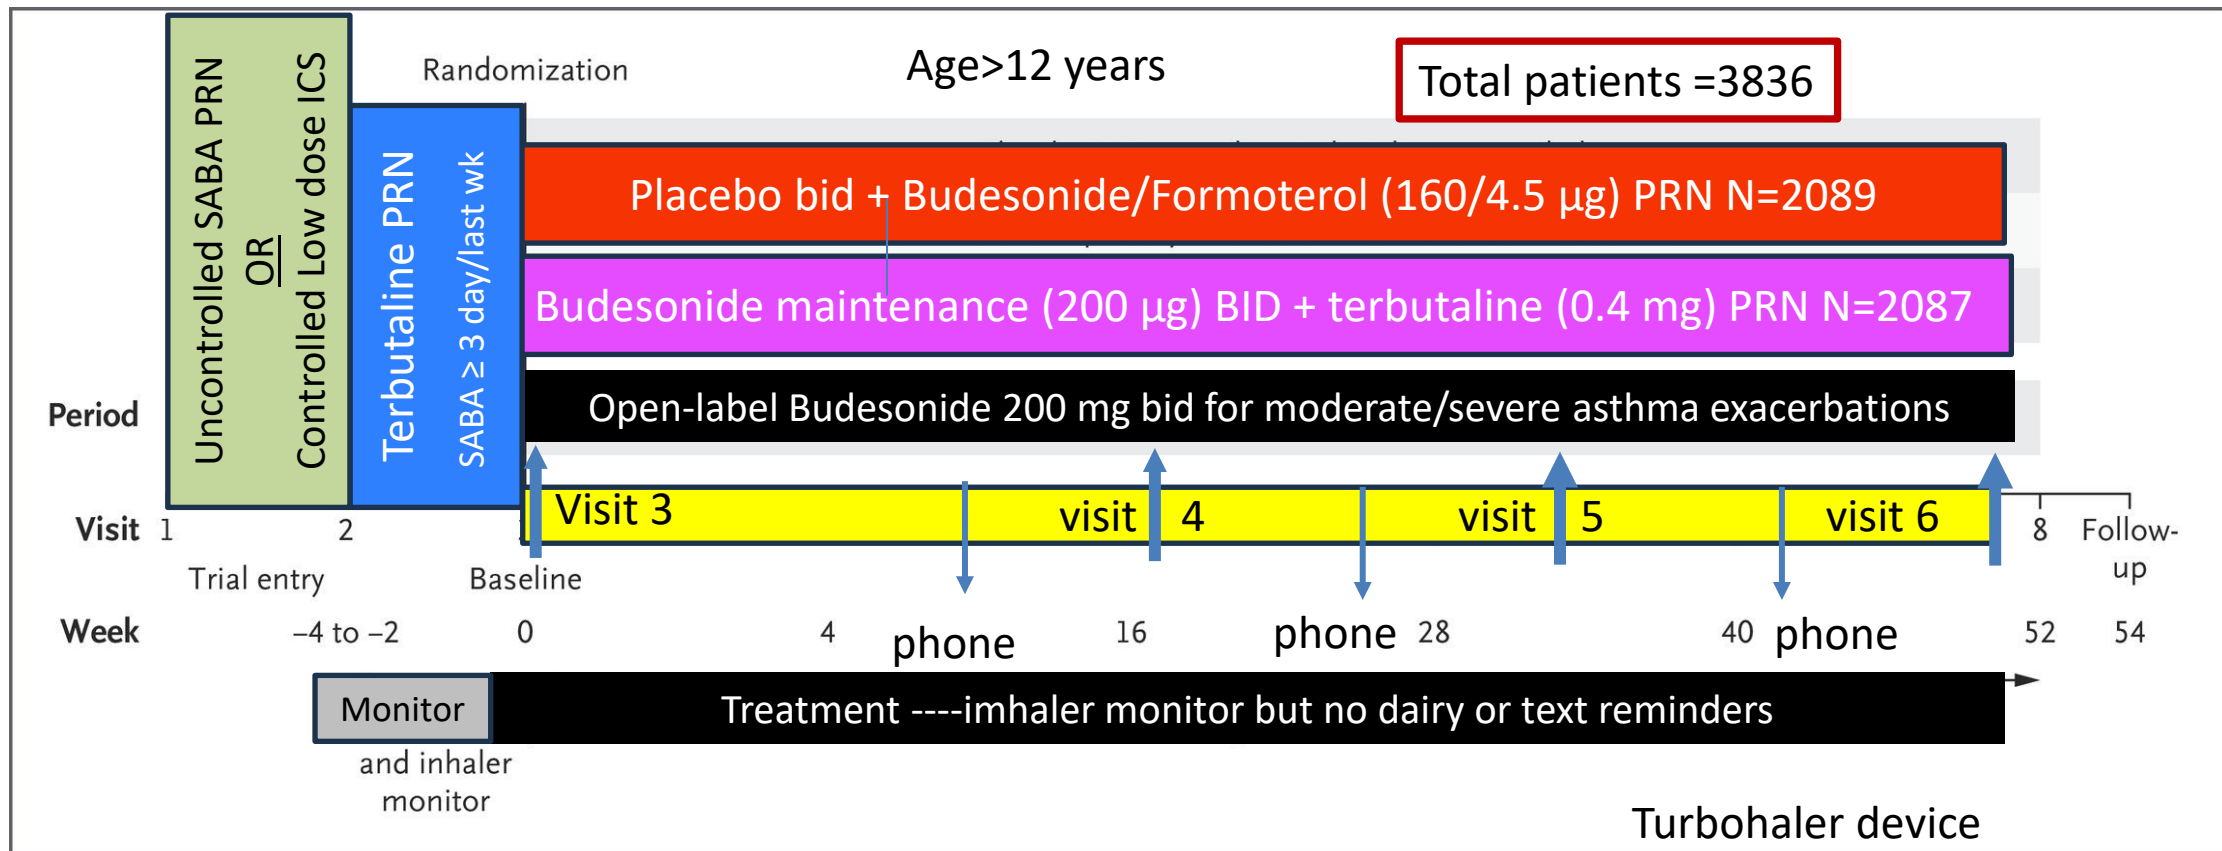 Uncontrolled SABA PRN
OR
Controlled Low dose ICS
Terbutaline PRN
SABA ≥ 3 day/last wk
Randomization
Age>12 years
Total patients =3836
Placebo bid + Budesonide/Formoterol (160/4.5 µg) PRN N=2089
Budesonide maintenance (200 µg) BID + terbutaline (0.4 mg) PRN N=2087
Period
Open-label Budesonide 200 mg bid for moderate/severe asthma exacerbations
Visit 1 2 Visit 3 visit 4 visit 5 visit 6 8 Follow-
up
Trial entry Baseline
Week –4 to –2 0 4 phone 16 phone 28 40 phone 52 54
Monitor
Treatment ----imhaler monitor but no dairy or text reminders
and inhaler
monitor
Turbohaler device